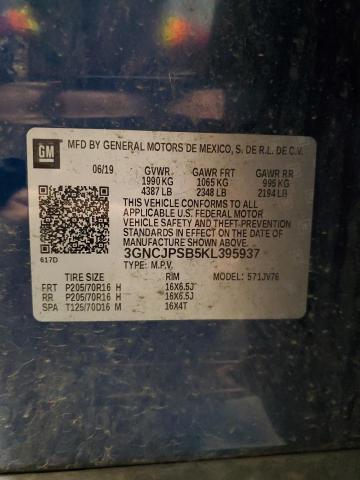 GM
MFD BY GENERAL MOTORS DE MEXICO, S. DE R.L. DE C.V.
06/19 GVWR GAWR FRT GAWR RR
1990 KG 1065 KG 995 KG
4387 LB 2348 LB 2194 LB
THIS VEHICLE CONFORMS TO ALL
APPLICABLE U.S. FEDERAL MOTOR
VEHICLE SAFETY AND THEFT-PREVENTION
STANDARDS IN EFFECT ON THE DATE OF
MANUFACTURE SHOWN ABOVE.
617D
3GNCJPSB5KL395937
TYPE: M.P.V. MODEL: 571JV76
TIRE SIZE RIM
FRT P205/70R16 H 16X6.5J
RR P205/70R16 H 16X6.5J
SPA T125/70D16 M 16X4T